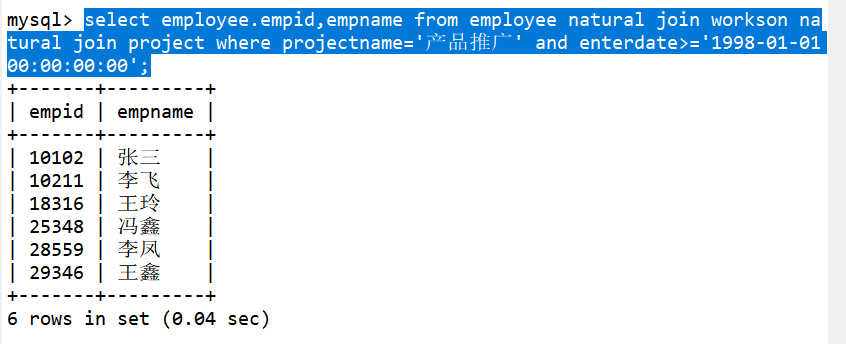 mysql> select employee.empid,empname from employee natural join workson na
tural join project where projectname='产品推广' and enterdate>='1998-01-01
00:00:00:00';
+-------+---------+
| empid | empname |
+-------+---------+
| 10102 | 张三    |
| 10211 | 李飞    |
| 18316 | 王玲    |
| 25348 | 冯鑫    |
| 28559 | 李凤    |
| 29346 | 王鑫    |
+-------+---------+
6 rows in set (0.04 sec)